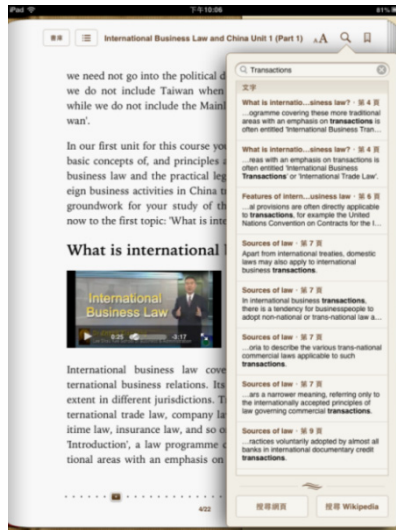 iPad
下午10:06
81%
書庫
International Business Law and China Unit 1 (Part 1)
AA
Transactions
we need not go into the political d
we do not include Taiwan when
while we do not include the Mainl
wan'.
In our first unit for this course yo
basic concepts of, and principles a
business law and the practical leg
eign business activities in China tr
groundwork for your study of th
now to the first topic: 'What is inte
What is international
International
Business Law
0:35
-3:17
International business law cove
ternational business relations. Its
extent in different jurisdictions. T
ternational trade law, company la
itime law, insurance law, and so o
'Introduction', a law programme c
tional areas with an emphasis on
4/22
文字
What is internatio...siness law? · 第 4 頁
...ogramme covering these more traditional
areas with an emphasis on transactions is
often entitled 'International Business Tran...
What is internatio...siness law? · 第 4 頁
...reas with an emphasis on transactions is
often entitled 'International Business
Transactions' or 'International Trade Law'.
Features of intern...usiness law · 第 6 頁
...al provisions are often directly applicable
to transactions, for example the United
Nations Convention on Contracts for the I...
Sources of law · 第 7 頁
Apart from international treaties, domestic
laws may also apply to international
business transactions.
Sources of law · 第 7 頁
In international business transactions,
there is a tendency for businesspeople to
adopt non-national or trans-national law a...
Sources of law · 第 7 頁
...oria to describe the various trans-national
commercial laws applicable to such
transactions.
Sources of law · 第 7 頁
...ars a narrower meaning, referring only to
the internationally accepted principles of
law governing commercial transactions.
Sources of law · 第 9 頁
...ractices voluntarily adopted by almost all
banks in international documentary credit
transactions.
搜尋網頁
搜尋 Wikipedia